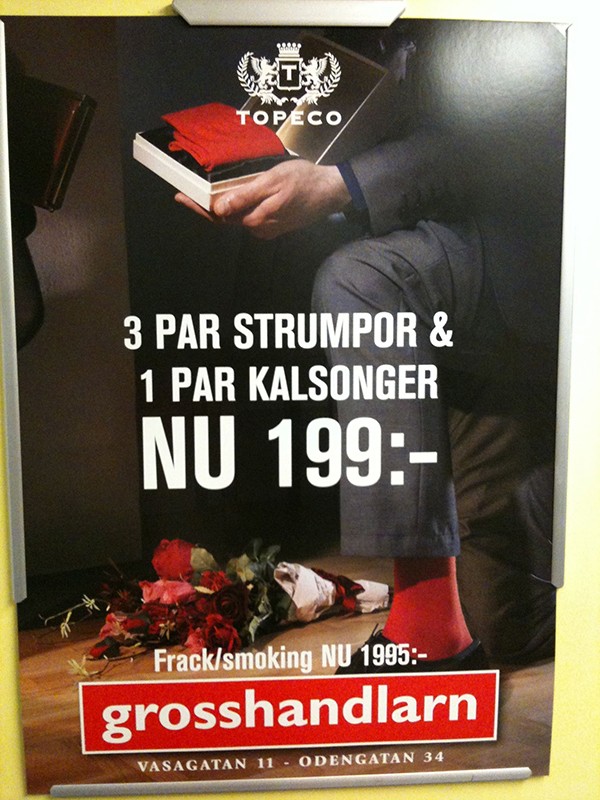 T
TOPECO
3 PAR STRUMPOR &
1 PAR KALSONGER
NU 199:-
Frack/smoking NU 1995:-
grosshandlarn
VASAGATAN 11 - ODENGATAN 34